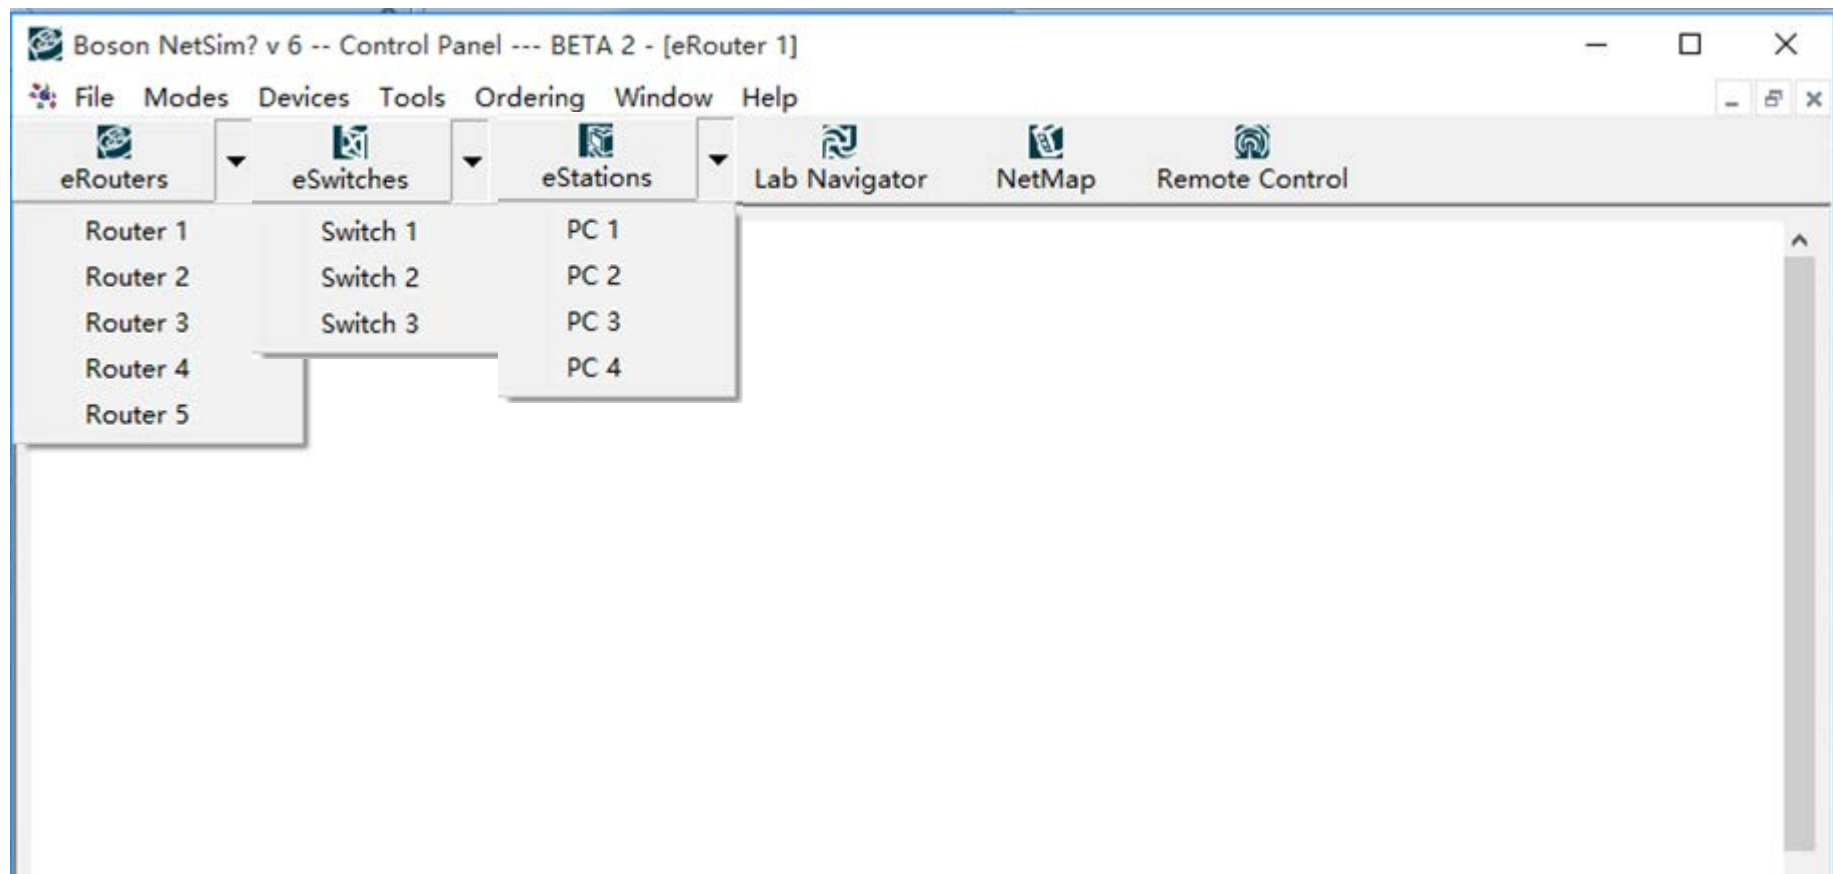 Boson NetSim? v 6 -- Control Panel --- BETA 2 - [eRouter 1]
File Modes Devices Tools Ordering Window Help
eRouters eSwitches eStations Lab Navigator NetMap Remote Control
Router 1 Switch 1 PC 1
Router 2 Switch 2 PC 2
Router 3 Switch 3 PC 3
Router 4 PC 4
Router 5